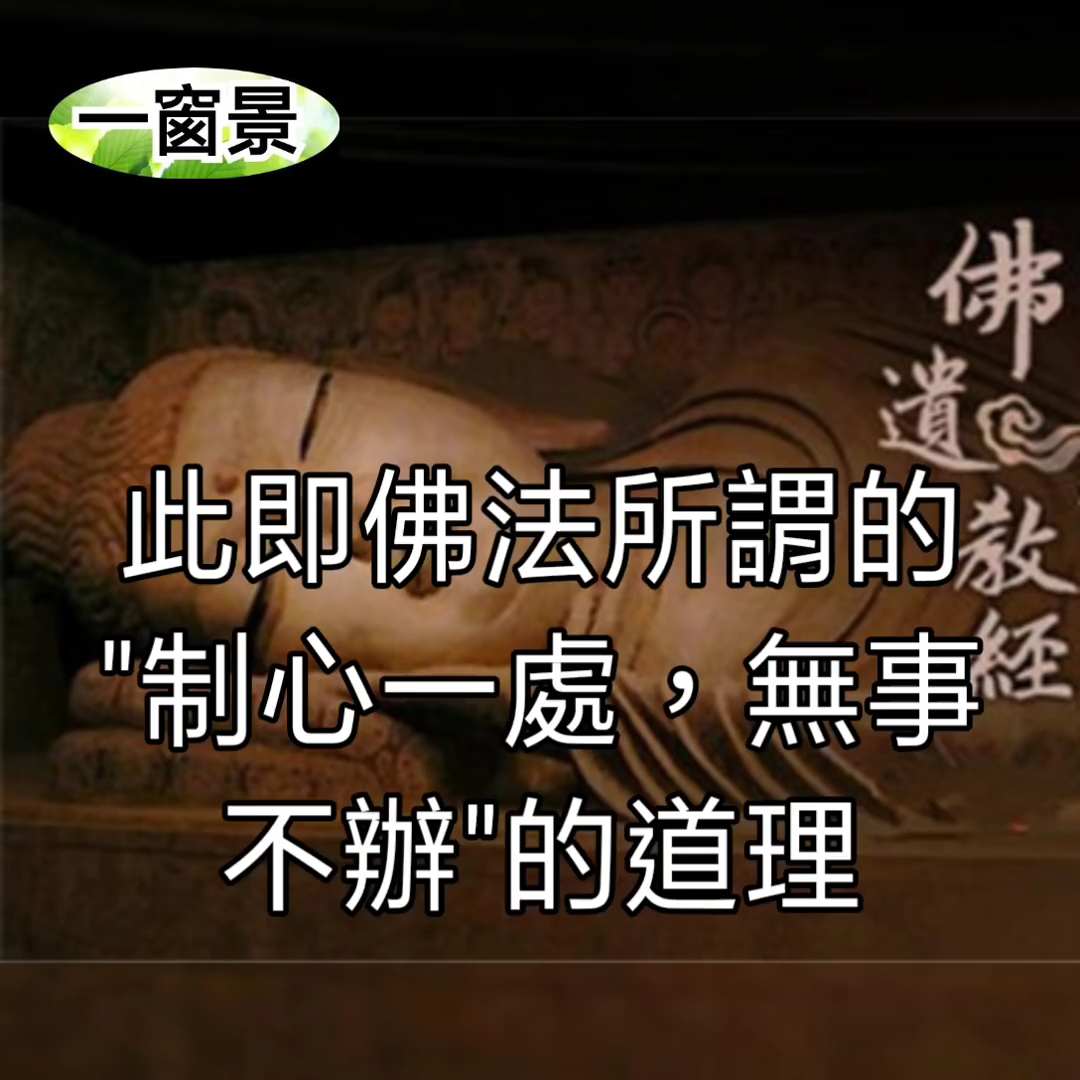 一窗景
佛遺教經
此即佛法所謂的
"制心一處，無事
不辦"的道理